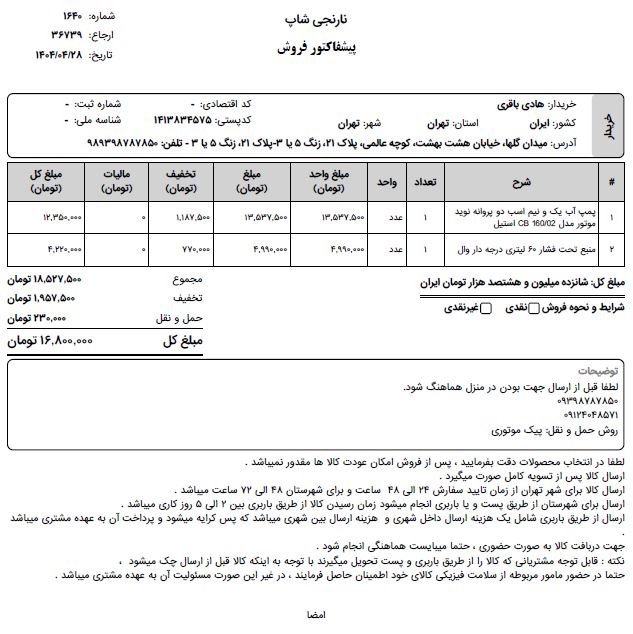 نارنجی شاپ
پیشفاکتور فروش
شماره: ۱۶۴۰
ارجاع: ۳۶۷۳۹
تاریخ: ۱۴۰۴/۰۴/۲۸
خریدار
خریدار: هادی باقری
کد اقتصادی: -
شماره ثبت: -
کشور: ایران
استان: تهران
شهر: تهران
کدپستی: ۱۴۱۳۸۳۴۵۷۵
شناسه ملی: -
آدرس: میدان گلها، خیابان هشت بهشت، کوچه عالمی، پلاک ۲۱، زنگ ۵ یا ۳-پلاک ۲۱، زنگ ۵ یا ۳ - تلفن: ۹۸۹۳۹۸۷۸۷۸۵۰
# شرح تعداد واحد مبلغ واحد (تومان) مبلغ (تومان) تخفیف (تومان) مالیات (تومان) مبلغ کل (تومان)
۱ پمپ آب یک و نیم اسب دو پروانه نوید موتور مدل CB 160/02 استیل ۱ عدد ۱۳,۵۳۷,۵۰۰ ۱۳,۵۳۷,۵۰۰ ۱,۱۸۷,۵۰۰ ۰ ۱۲,۳۵۰,۰۰۰
۲ منبع تحت فشار ۶۰ لیتری درجه دار وال ۱ عدد ۴,۹۹۰,۰۰۰ ۴,۹۹۰,۰۰۰ ۷۷۰,۰۰۰ ۰ ۴,۲۲۰,۰۰۰
مبلغ کل: شانزده میلیون و هشتصد هزار تومان ایران
شرایط و نحوه فروش نقدی غیرنقدی
مجموع ۱۸,۵۲۷,۵۰۰ تومان
تخفیف ۱,۹۵۷,۵۰۰ تومان
حمل و نقل ۲۳۰,۰۰۰ تومان
مبلغ کل ۱۶,۸۰۰,۰۰۰ تومان
توضیحات
لطفا قبل از ارسال جهت بودن در منزل هماهنگ شود.
۰۹۳۹۸۷۸۷۸۵۰
۰۹۱۲۴۰۴۸۵۷۱
روش حمل و نقل: پیک موتوری
لطفا در انتخاب محصولات دقت بفرمایید ، پس از فروش امکان عودت کالا ها مقدور نمیباشد .
ارسال کالا پس از تسویه کامل صورت میگیرد .
ارسال کالا برای شهر تهران از زمان تایید سفارش ۲۴ الی ۴۸ ساعت و برای شهرستان ۴۸ الی ۷۲ ساعت میباشد .
ارسال برای شهرستان از طریق پست و یا باربری انجام میشود زمان رسیدن کالا از طریق باربری بین ۲ الی ۵ روز کاری میباشد .
ارسال از طریق باربری شامل یک هزینه ارسال داخل شهری و هزینه ارسال بین شهری میباشد که پس کرایه میشود و پرداخت آن به عهده مشتری میباشد
.
جهت دریافت کالا به صورت حضوری ، حتما میبایست هماهنگی انجام شود .
نکته : قابل توجه مشتریانی که کالا را از طریق باربری و پست تحویل میگیرند با توجه به اینکه کالا قبل از ارسال چک میشود ،
حتما در حضور مامور مربوطه از سلامت فیزیکی کالای خود اطمینان حاصل فرمایند ، در غیر این صورت مسئولیت آن به عهده مشتری میباشد .
امضا